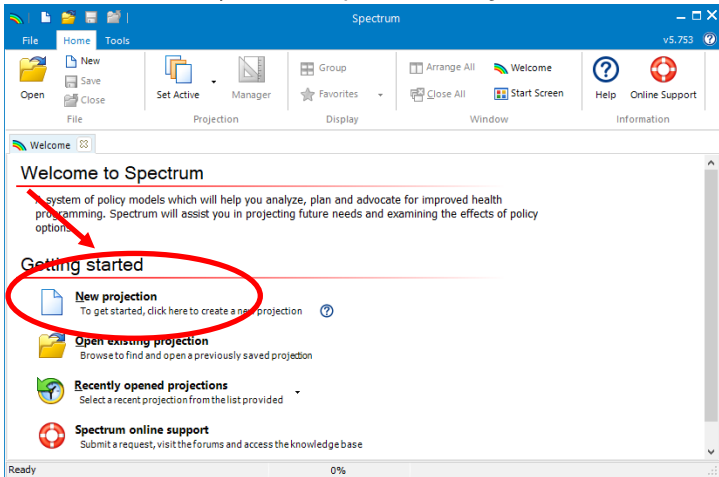 Spectrum
File Home Tools v5.753
Open New Save Close Set Active Manager Group Favorites Arrange All Close All Welcome Start Screen Help Online Support
File Projection Display Window Information
Welcome
Welcome to Spectrum
A system of policy models which will help you analyze, plan and advocate for improved health
programming. Spectrum will assist you in projecting future needs and examining the effects of policy
options
Getting started
New projection
To get started, click here to create a new projection
Open existing projection
Browse to find and open a previously saved projection
Recently opened projections
Select a recent projection from the list provided
Spectrum online support
Submit a request, visit the forums and access the knowledge base
Ready 0%